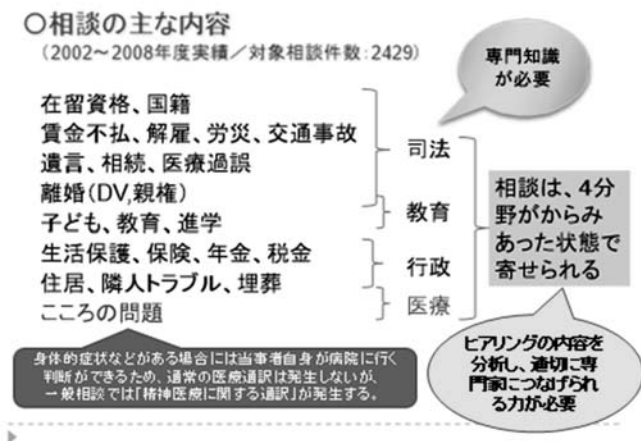 〇相談の主な内容
（2002～2008年度実績／対象相談件数：2429）
専門知識
が必要
在留資格、国籍
賃金不払、解雇、労災、交通事故
遺言、相続、医療過誤
離婚（DV,親権）
子ども、教育、進学
生活保護、保険、年金、税金
住居、隣人トラブル、埋葬
こころの問題
司法
教育
行政
医療
相談は、4分
野がからみ
あった状態で
寄せられる
身体的症状などがある場合には当事者自身が病院に行く
判断ができるため、通常の医療通訳は発生しないが、
一般相談では「精神医療に関する通訳」が発生する。
ヒアリングの内容を
分析し、適切に専
門家につなげられ
る力が必要